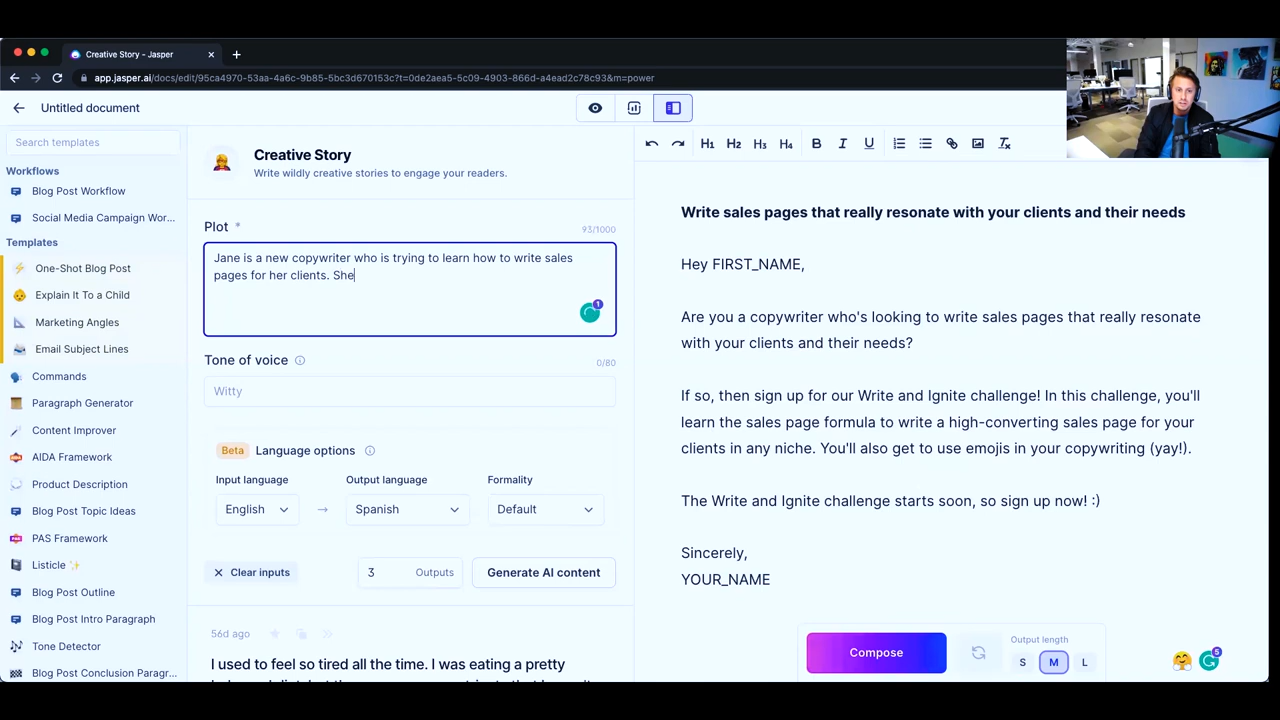 Creative Story - Jasper
app.jasper.ai/docs/edit/95ca4970-53aa-4a6c-9b85-5bc3d670153c?t=0de2aea5-5c09-4903-866d-a4ead2c78c93&m=power
Untitled document
Search templates
Workflows
Blog Post Workflow
Social Media Campaign Wor...
Templates
One-Shot Blog Post
Explain It To a Child
Marketing Angles
Email Subject Lines
Commands
Paragraph Generator
Content Improver
AIDA Framework
Product Description
Blog Post Topic Ideas
PAS Framework
Listicle ✨
Blog Post Outline
Blog Post Intro Paragraph
Tone Detector
Blog Post Conclusion Paragr...
Creative Story
Write wildly creative stories to engage your readers.
Plot *
93/1000
Jane is a new copywriter who is trying to learn how to write sales
pages for her clients. She
1
Tone of voice
0/80
Witty
Beta Language options
Input language Output language Formality
English → Spanish Default
Clear inputs 3 Outputs Generate AI content
56d ago
I used to feel so tired all the time. I was eating a pretty
H1 H2 H3 H4 B I U
Write sales pages that really resonate with your clients and their needs
Hey FIRST_NAME,
Are you a copywriter who's looking to write sales pages that really resonate
with your clients and their needs?
If so, then sign up for our Write and Ignite challenge! In this challenge, you'll
learn the sales page formula to write a high-converting sales page for your
clients in any niche. You'll also get to use emojis in your copywriting (yay!).
The Write and Ignite challenge starts soon, so sign up now! :)
Sincerely,
YOUR_NAME
Compose
Output length
S M L
5